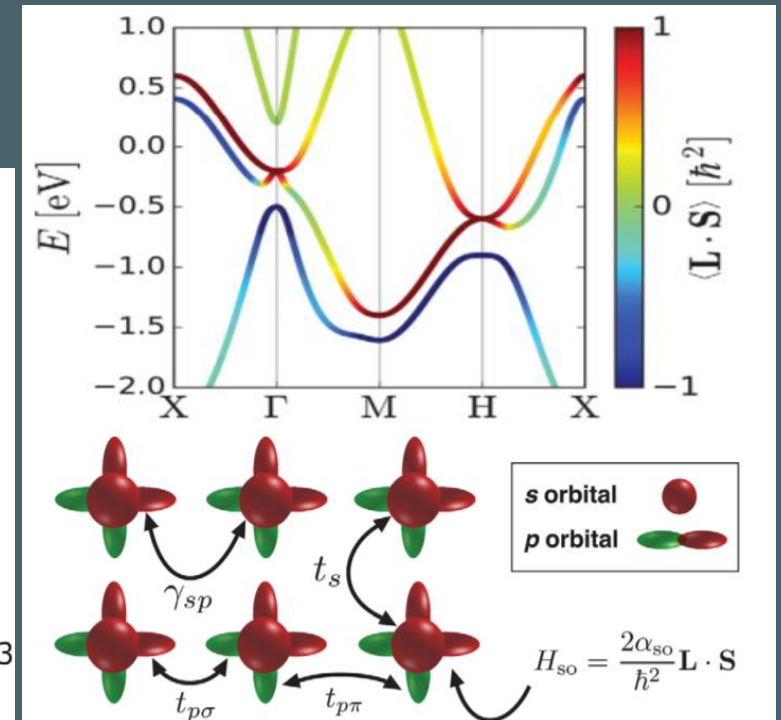 1.0
0.5
0.0
−0.5
−1.0
−1.5
−2.0
E [eV]
X Γ M H X
1
0
−1
⟨L · S⟩ [ħ²]
s orbital
p orbital
γsp
ts
3
tpσ
tpπ
Hso = 2αso/ħ² L · S